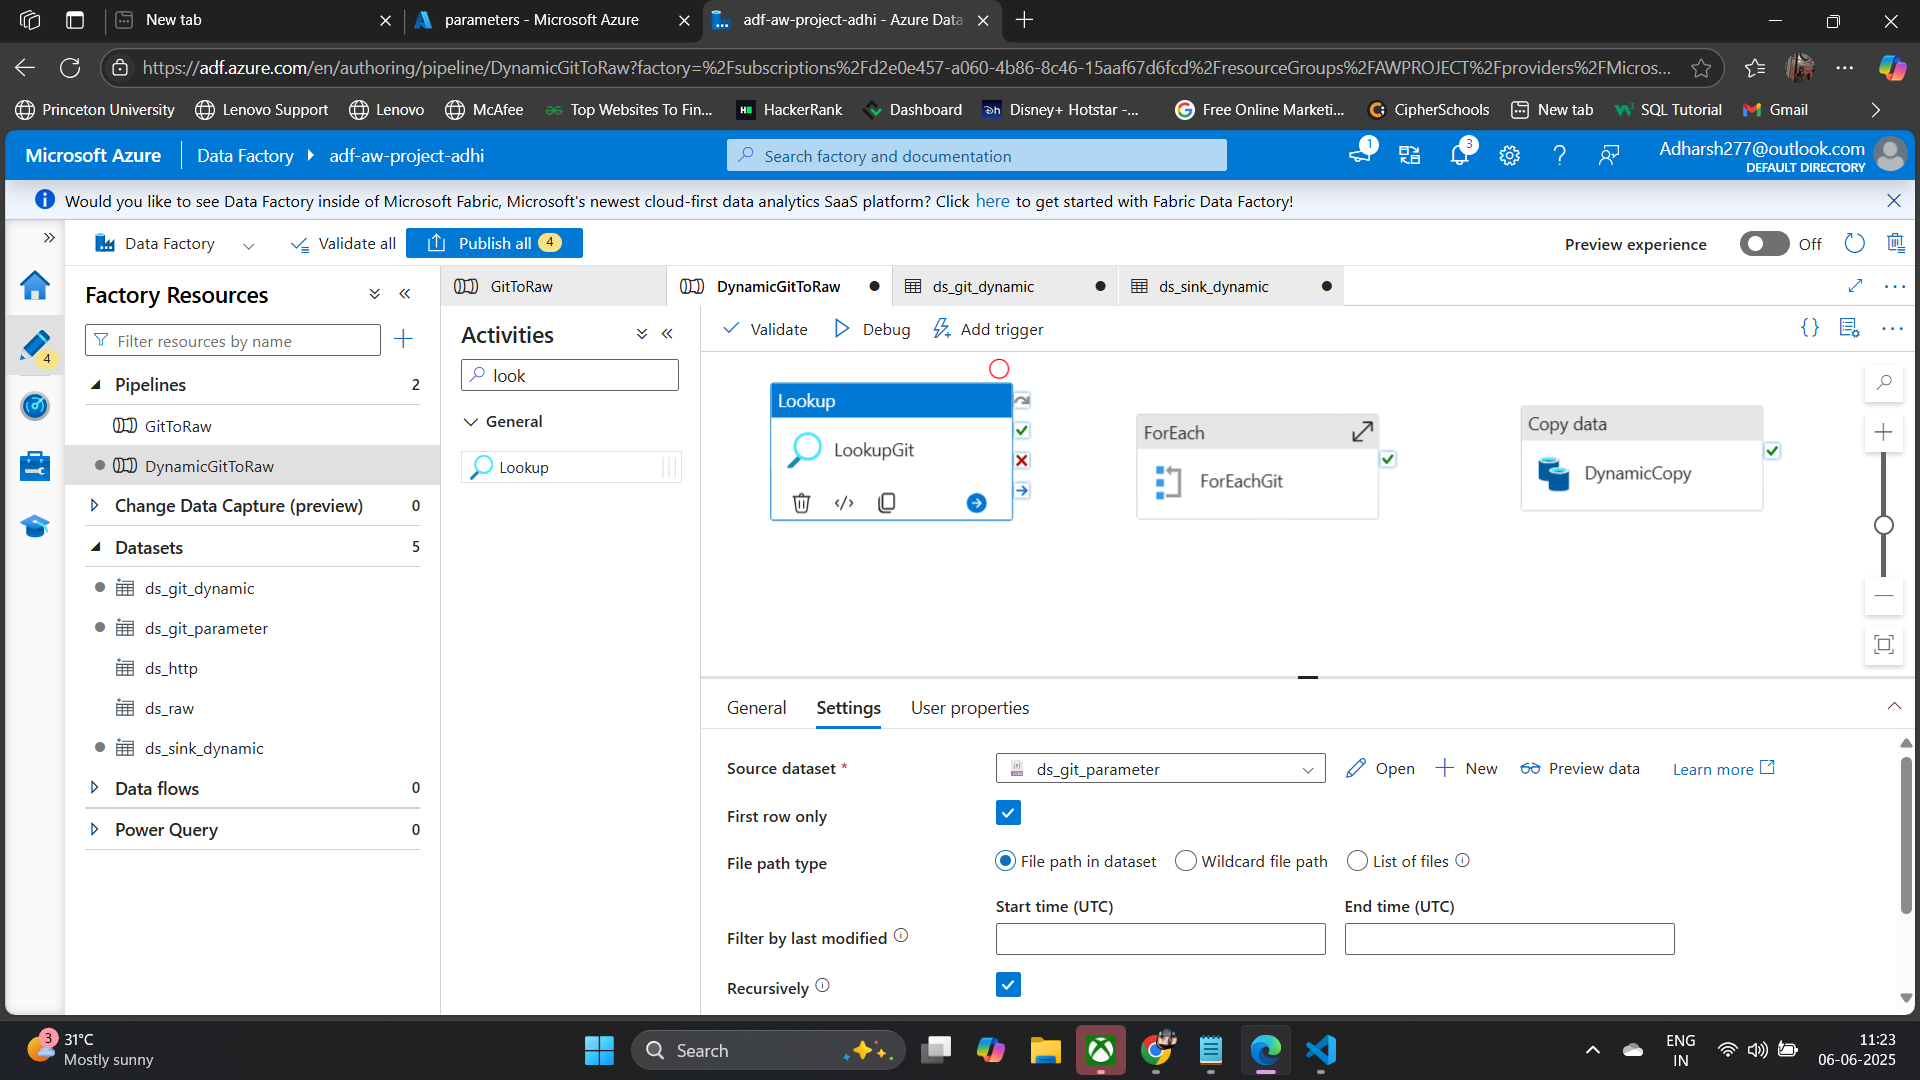 New tab
parameters - Microsoft Azure
adf-aw-project-adhi - Azure Data
https://adf.azure.com/en/authoring/pipeline/DynamicGitToRaw?factory=%2Fsubscriptions%2Fd2e0e457-a060-4b86-8c46-15aaf67d6fcd%2FresourceGroups%2FAWPROJECT%2Fproviders%2FMicros...
Princeton University
Lenovo Support
Lenovo
McAfee
Top Websites To Fin...
HackerRank
Dashboard
Disney+ Hotstar -...
Free Online Marketi...
CipherSchools
New tab
SQL Tutorial
Gmail
Microsoft Azure
Data Factory
adf-aw-project-adhi
Search factory and documentation
1
3
Adharsh277@outlook.com
DEFAULT DIRECTORY
Would you like to see Data Factory inside of Microsoft Fabric, Microsoft's newest cloud-first data analytics SaaS platform? Click here to get started with Fabric Data Factory!
Data Factory
Validate all
Publish all 4
Preview experience
Off
4
Factory Resources
Filter resources by name
Pipelines 2
GitToRaw
DynamicGitToRaw
Change Data Capture (preview) 0
Datasets 5
ds_git_dynamic
ds_git_parameter
ds_http
ds_raw
ds_sink_dynamic
Data flows 0
Power Query 0
GitToRaw
DynamicGitToRaw
ds_git_dynamic
ds_sink_dynamic
Activities
look
General
Lookup
Validate
Debug
Add trigger
Lookup
LookupGit
ForEach
ForEachGit
Copy data
DynamicCopy
General
Settings
User properties
Source dataset *
ds_git_parameter
Open
New
Preview data
Learn more
First row only
File path type
File path in dataset
Wildcard file path
List of files
Start time (UTC)
End time (UTC)
Filter by last modified
Recursively
3
31°C
Mostly sunny
Search
ENG
IN
11:23
06-06-2025